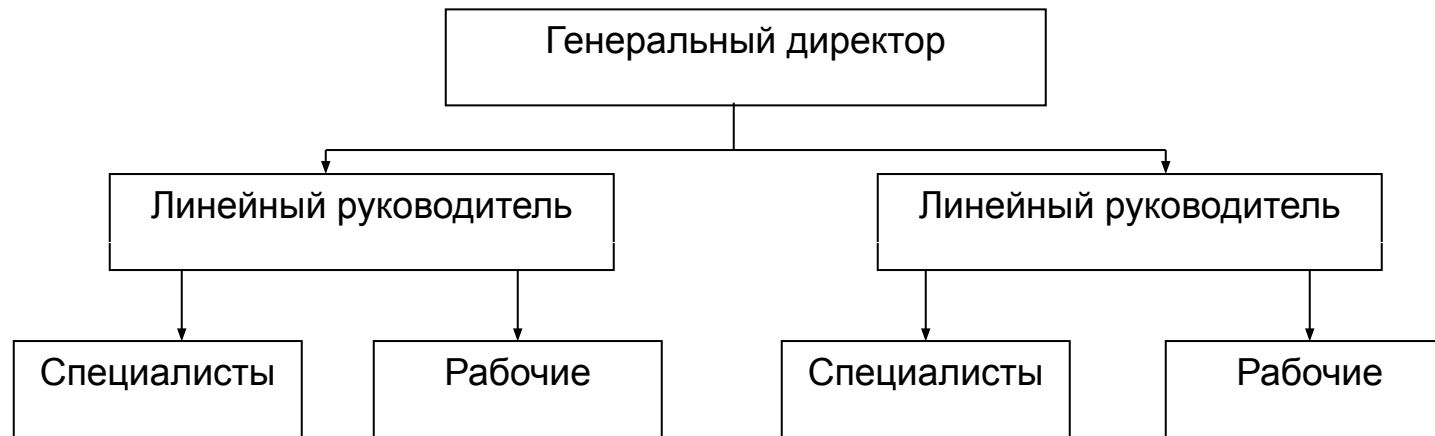 Генеральный директор
Линейный руководитель
Линейный руководитель
Специалисты
Рабочие
Специалисты
Рабочие